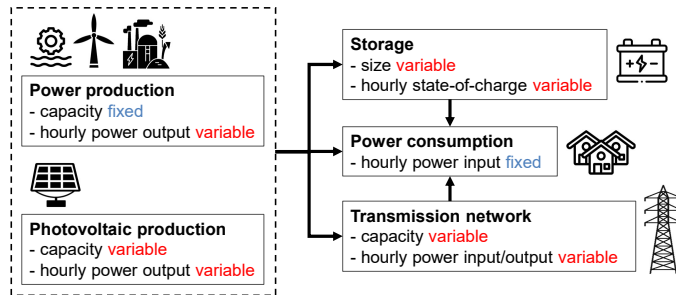 Power production
- capacity fixed
- hourly power output variable
Photovoltaic production
- capacity variable
- hourly power output variable
Storage
- size variable
- hourly state-of-charge variable
Power consumption
- hourly power input fixed
Transmission network
- capacity variable
- hourly power input/output variable